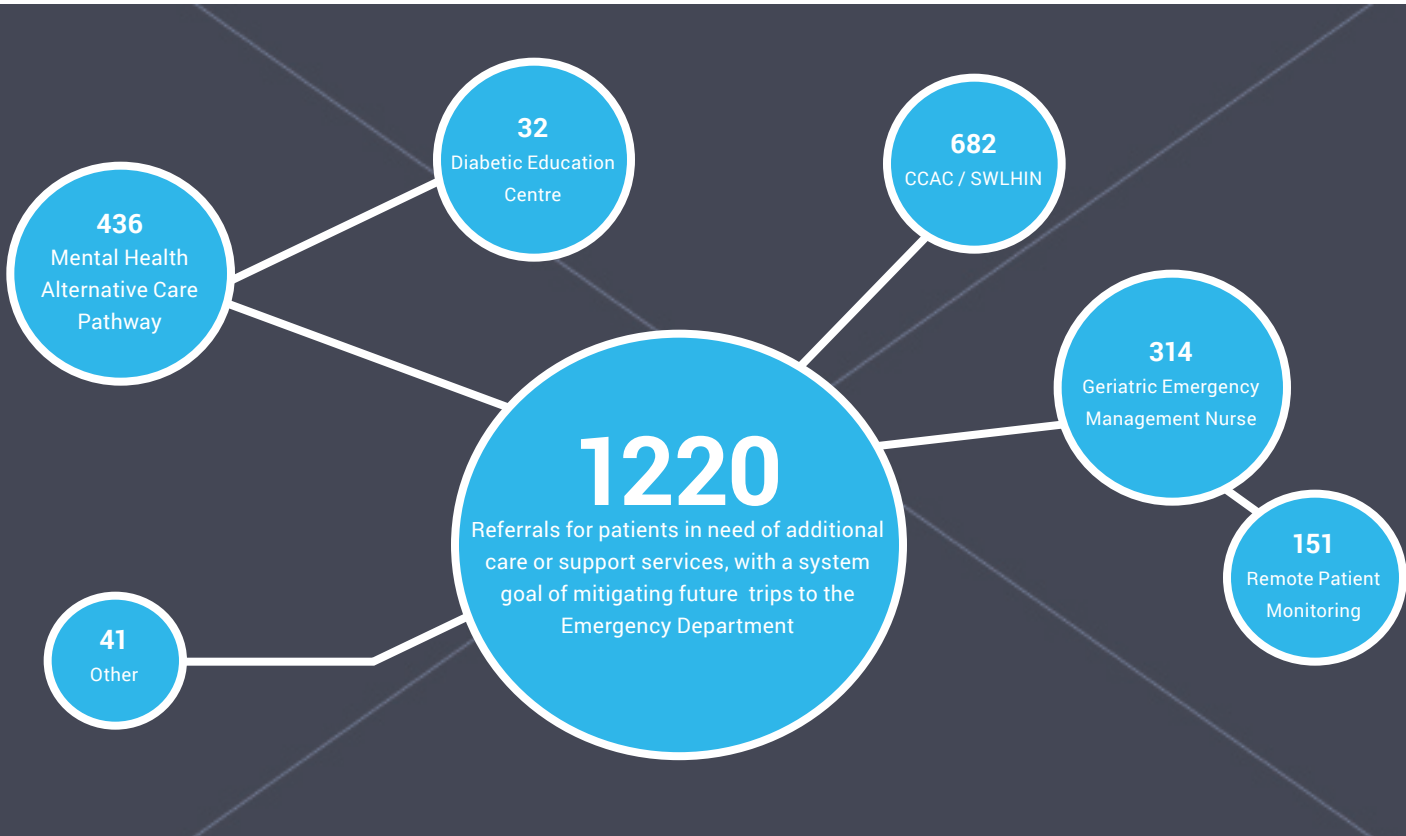 32
Diabetic Education
Centre
682
CCAC / SWLHIN
436
Mental Health
Alternative Care
Pathway
314
Geriatric Emergency
Management Nurse
1220
Referrals for patients in need of additional
care or support services, with a system
goal of mitigating future  trips to the
Emergency Department
151
Remote Patient
Monitoring
41
Other